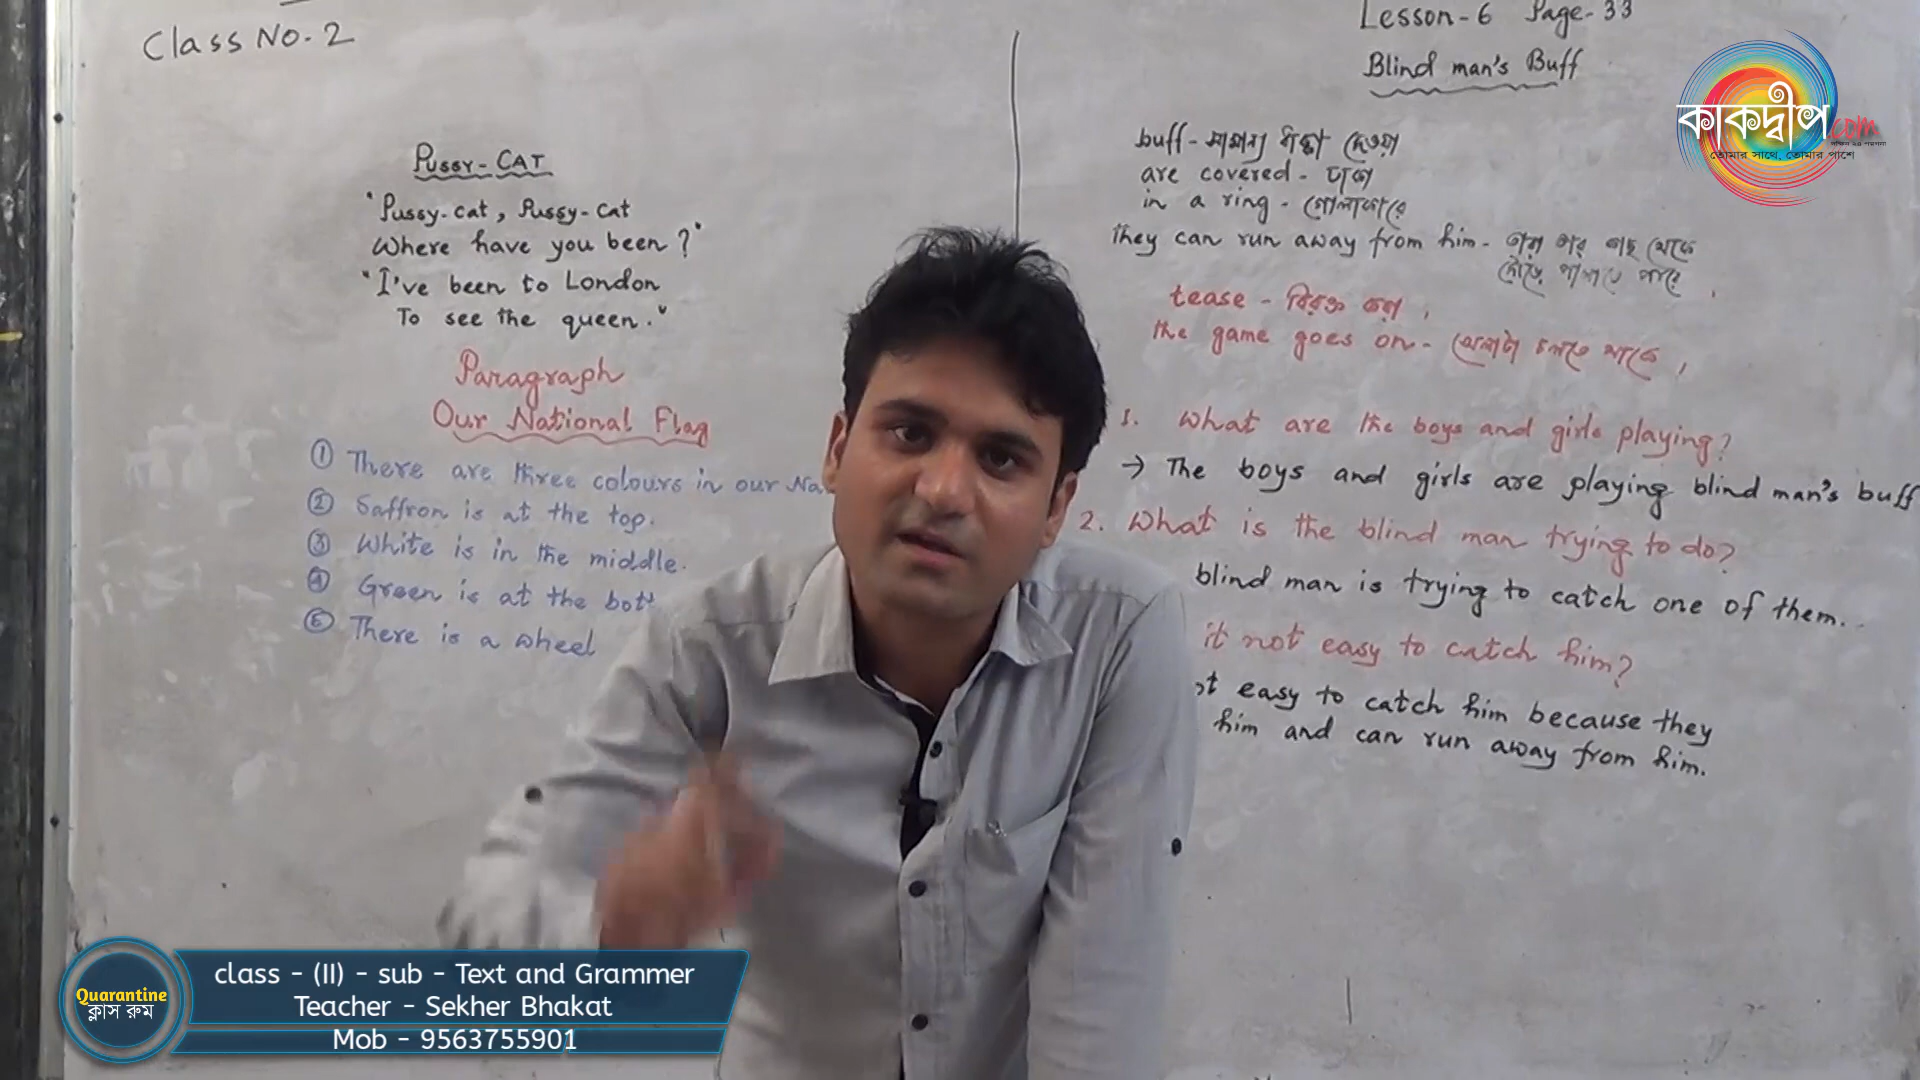 Class No. 2
Pussy-CAT
"Pussy-cat, Pussy-cat
Where have you been?"
"I've been to London
To see the queen."
Paragraph
Our National Flag
① There are three colours in our
② Saffron is at the top.
③ White is in the middle.
④ Green is at the
⑤ There is a wheel
Lesson-6 Page-33
Blind man's Buff
buff - সামান্য ধাক্কা দেওয়া
are covered - ঢাকা
in a ring - গোলাকারে
They can run away from him - তারা তার কাছ থেকে
দৌড়ে পালাতে পারে
tease - বিরক্ত করা।
the game goes on - খেলাটা চলতে থাকে।
1. What are the boys and girls playing?
→ The boys and girls are playing blind man's buff
2. What is the blind man trying to do?
blind man is trying to catch one of them.
it not easy to catch him?
easy to catch him because they
him and can run away from him.
কাকদ্বীপ.com
তোমার সাথে, তোমার পাশে
Quarantine
ক্লাস রুম
class - (II) - sub - Text and Grammer
Teacher - Sekher Bhakat
Mob - 9563755901